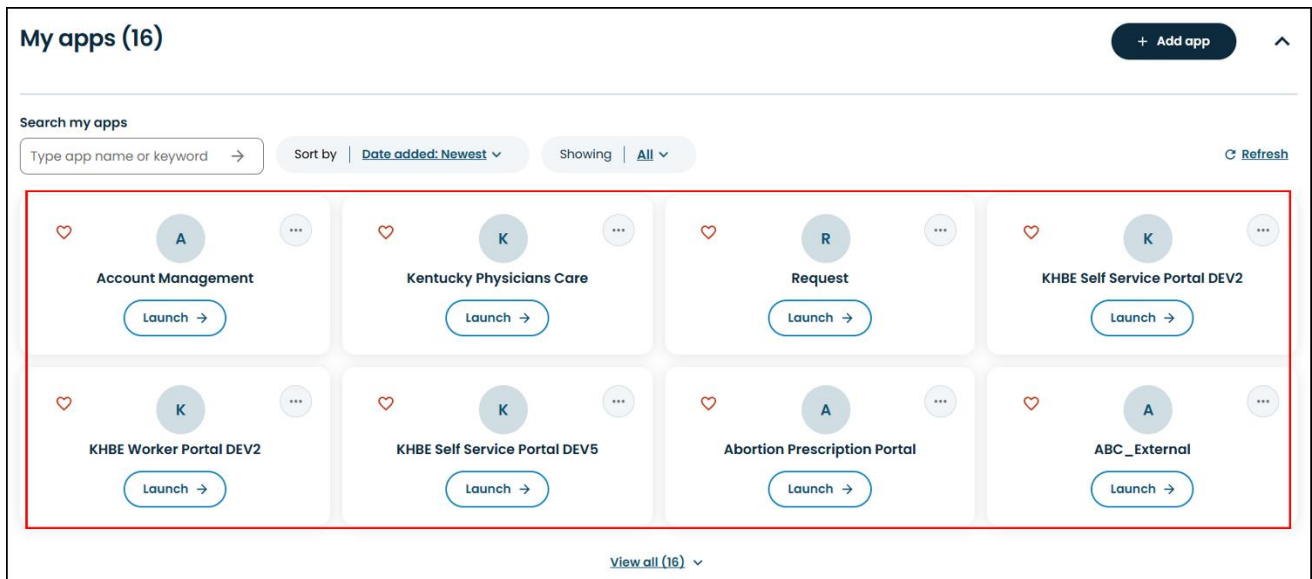 My apps (16)
+ Add app
Search my apps
Type app name or keyword →
Sort by | Date added: Newest
Showing | All
Refresh
A
K
R
K
Account Management
Kentucky Physicians Care
Request
KHBE Self Service Portal DEV2
Launch →
Launch →
Launch →
Launch →
K
K
A
A
KHBE Worker Portal DEV2
KHBE Self Service Portal DEV5
Abortion Prescription Portal
ABC_External
Launch →
Launch →
Launch →
Launch →
View all (16)